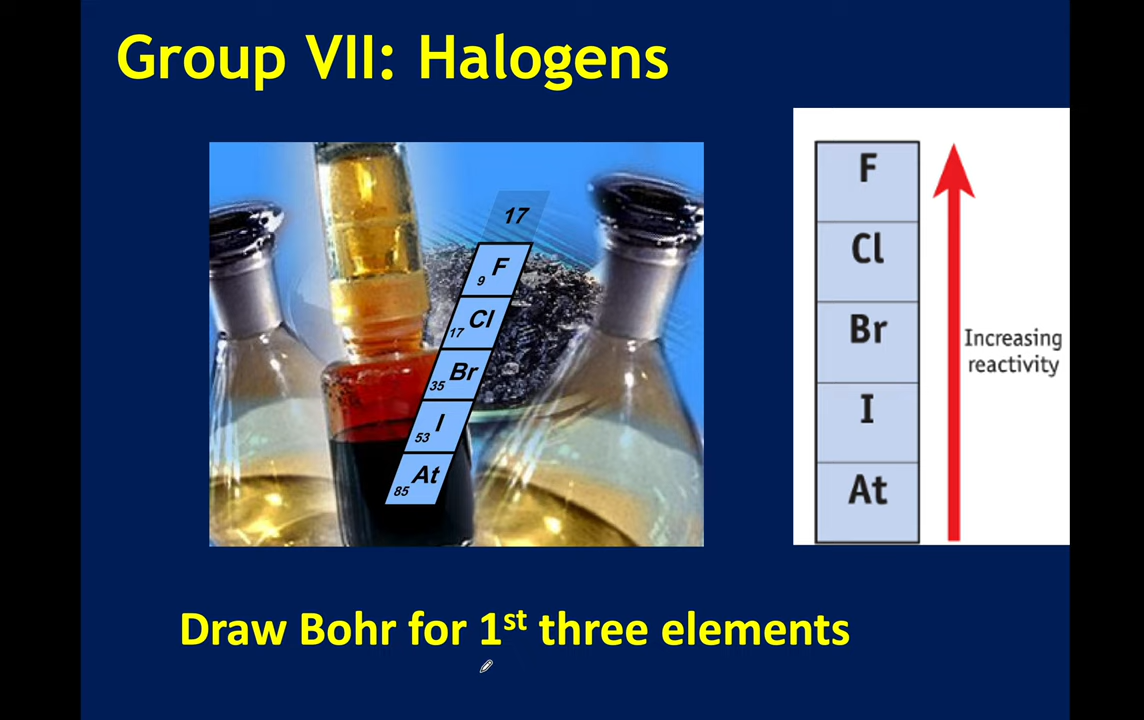 Group VII: Halogens
17
F
9
Cl
17
Br
35
I
53
At
85
F
Cl
Br
I
At
Increasing
reactivity
Draw Bohr for 1st three elements